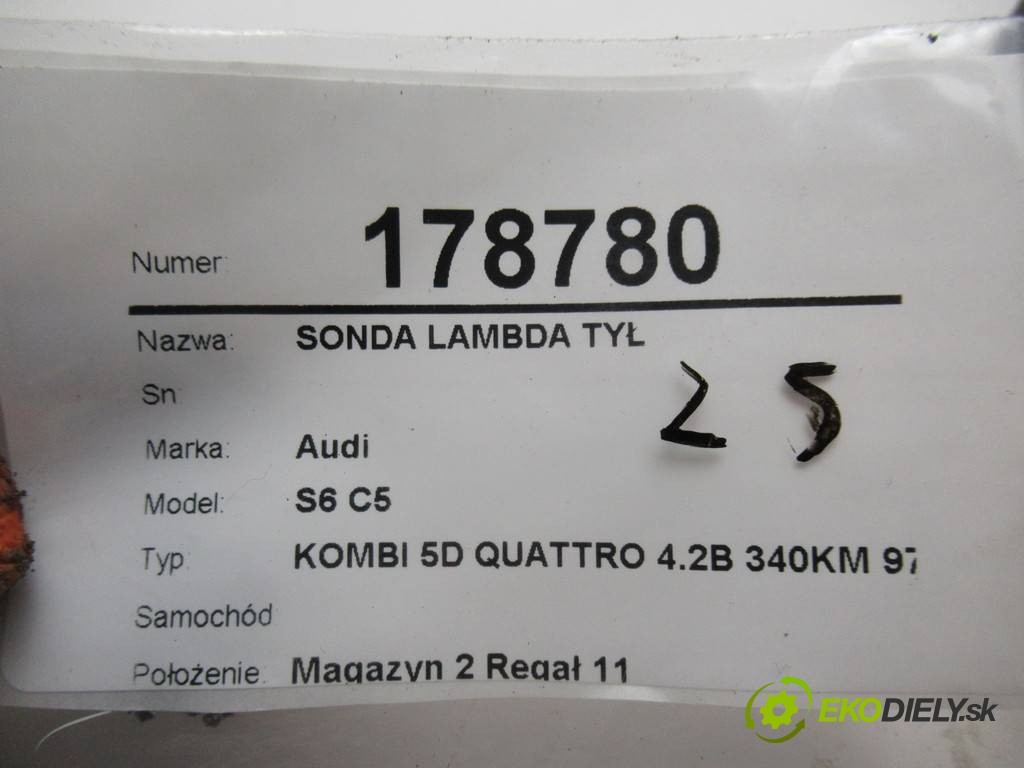 Numer: 178780
Nazwa: SONDA LAMBDA TYŁ
Sn
25
Marka: Audi
Model: S6 C5
Typ KOMBI 5D QUATTRO 4.2B 340KM 97
Samochód
Położenie: Magazyn 2 Regał 11
EKODIELY.sk